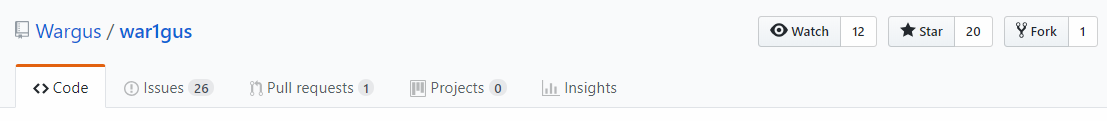 Wargus / war1gus Watch 12 Star 20 Fork 1
Code Issues 26 Pull requests 1 Projects 0 Insights